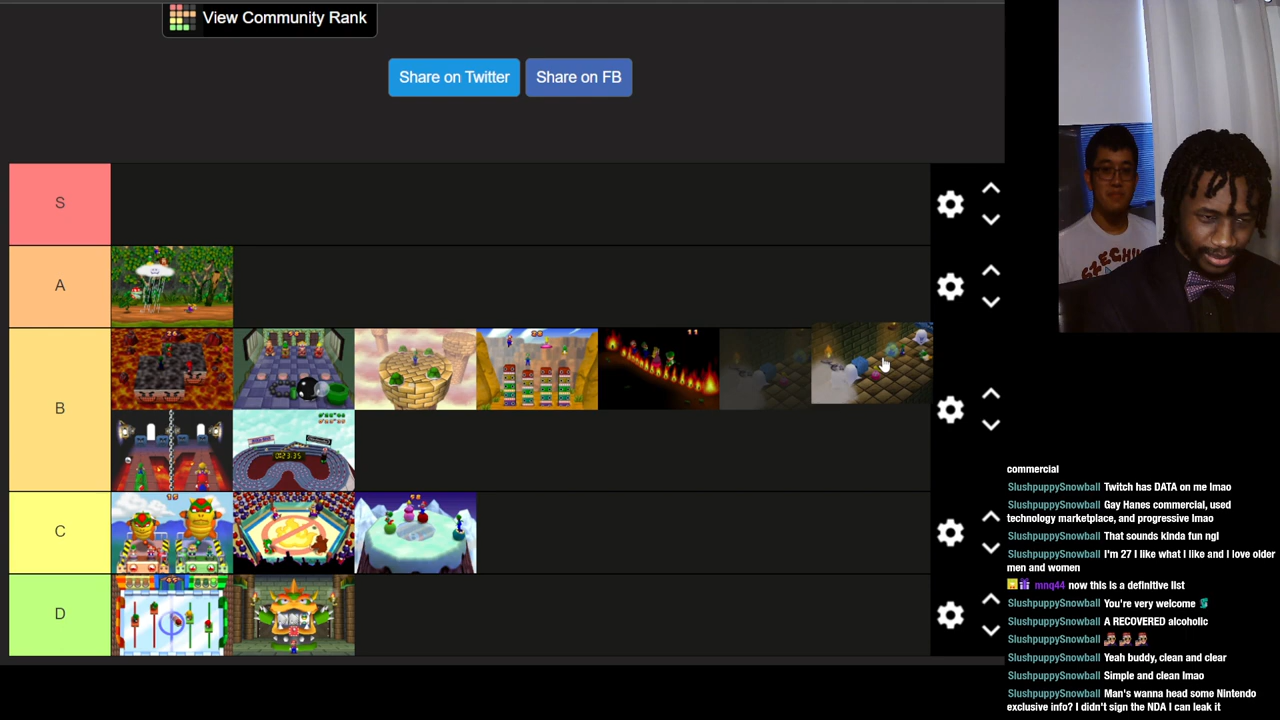 View Community Rank
Share on Twitter
Share on FB
S
A
B
C
D
commercial
SlushpuppySnowball Twitch has DATA on me lmao
SlushpuppySnowball Gay Hanes commercial, used
technology marketplace, and progressive lmao
SlushpuppySnowball That sounds kinda fun ngl
SlushpuppySnowball I'm 27 I like what I like and I love older
men and women
mnq44 now this is a definitive list
SlushpuppySnowball You're very welcome
SlushpuppySnowball A RECOVERED alcoholic
SlushpuppySnowball
SlushpuppySnowball Yeah buddy, clean and clear
SlushpuppySnowball Simple and clean lmao
SlushpuppySnowball Man's wanna head some Nintendo
exclusive info? I didn't sign the NDA I can leak it